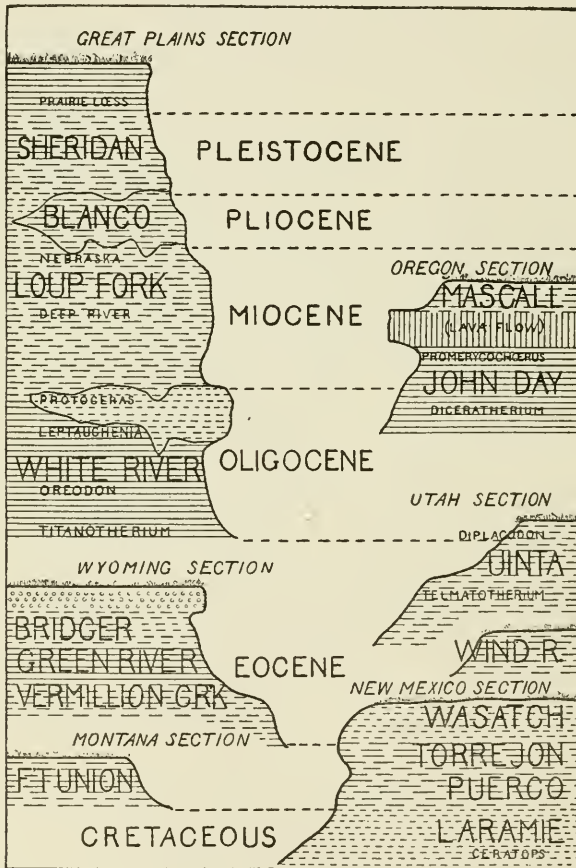 GREAT PLAINS SECTION
PRAIRIE LŒSS
SHERIDAN
PLEISTOCENE
BLANCO
PLIOCENE
NEBRASKA
LOUP FORK
DEEP RIVER
MIOCENE
OREGON SECTION
MASCALL
(LAVA FLOW)
PROMERYCOCHŒRUS
JOHN DAY
DICERATHERIUM
PROTOCERAS
LEPTAUCHENIA
WHITE RIVER
OREODON
TITANOTHERIUM
OLIGOCENE
UTAH SECTION
DIPLACODON
UINTA
TELMATOTHERIUM
WYOMING SECTION
BRIDGER
GREEN RIVER
VERMILLION CRK
EOCENE
WIND R.
NEW MEXICO SECTION
WASATCH
TORREJON
PUERCO
LARAMIE
CERATOPS
MONTANA SECTION
FT UNION
CRETACEOUS